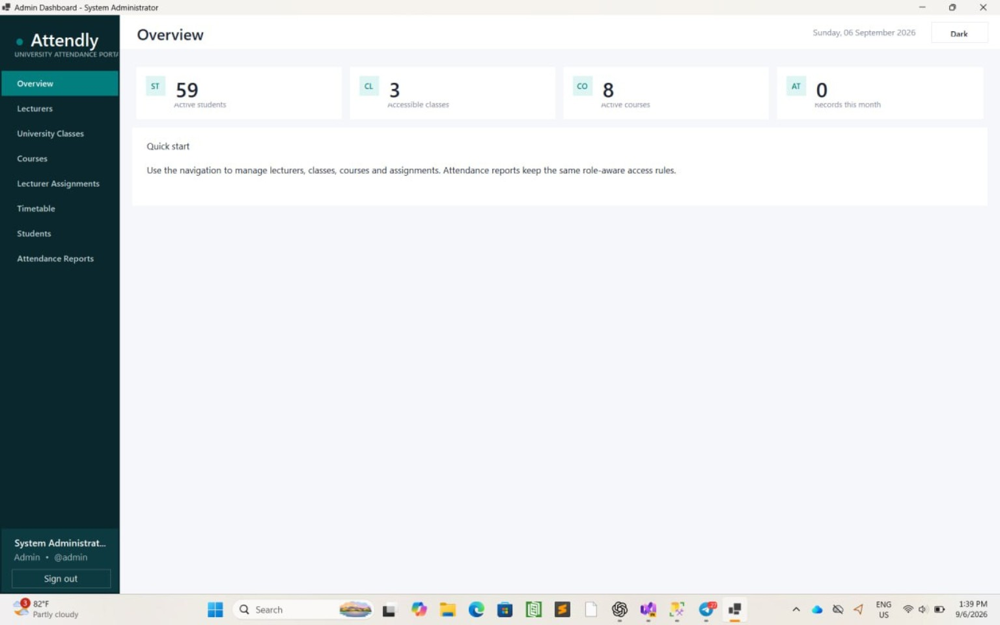 Admin Dashboard - System Administrator
Attendly
UNIVERSITY ATTENDANCE PORTA
Overview
Lecturers
University Classes
Courses
Lecturer Assignments
Timetable
Students
Attendance Reports
System Administrat...
Admin • @admin
Sign out
Overview
Sunday, 06 September 2026
Dark
ST
59
Active students
CL
3
Accessible classes
CO
8
Active courses
AT
0
Records this month
Quick start
Use the navigation to manage lecturers, classes, courses and assignments. Attendance reports keep the same role-aware access rules.
3
82°F
Partly cloudy
Search
27
ENG
US
1:39 PM
9/6/2026